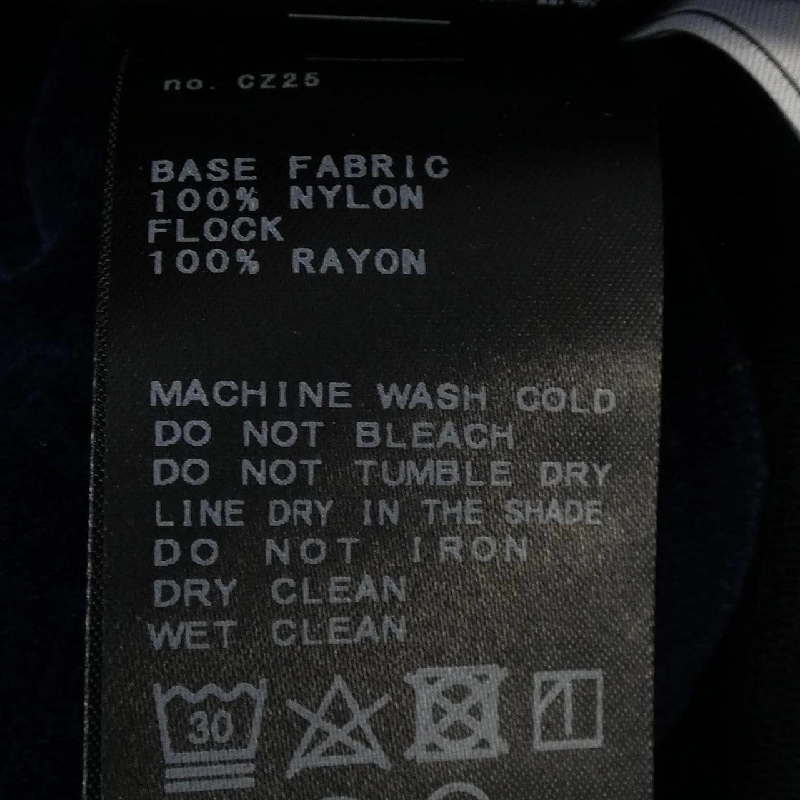 no. CZ25
BASE FABRIC
100% NYLON
FLOCK
100% RAYON
MACHINE WASH COLD
DO NOT BLEACH
DO NOT TUMBLE DRY
LINE DRY IN THE SHADE
DO NOT IRON
DRY CLEAN
WET CLEAN
30